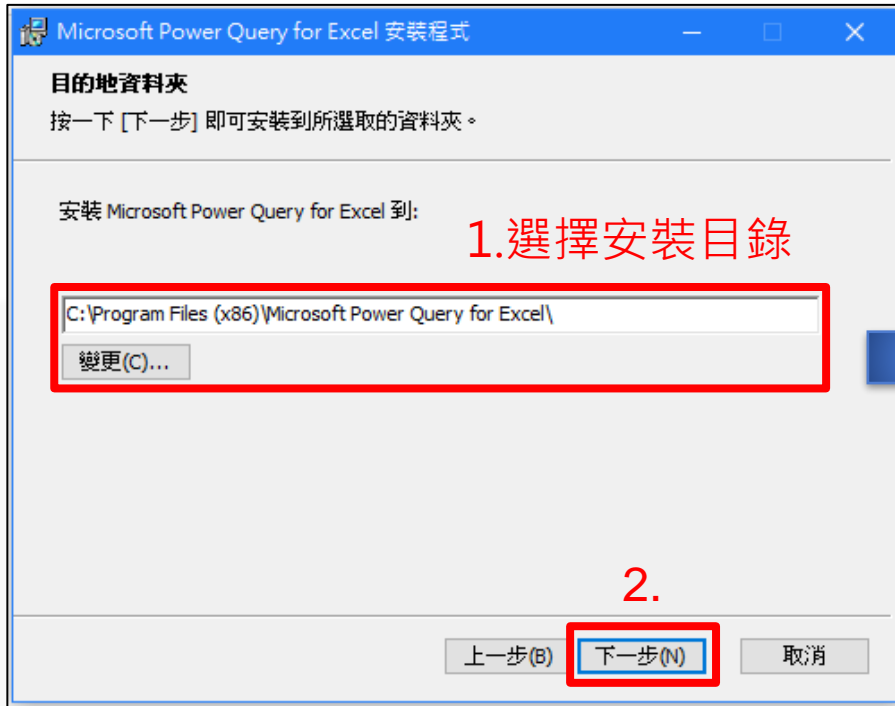 Microsoft Power Query for Excel 安裝程式
目的地資料夾
按一下 [下一步] 即可安裝到所選取的資料夾。
安裝 Microsoft Power Query for Excel 到:
1.選擇安裝目錄
C:\Program Files (x86)\Microsoft Power Query for Excel\
變更(C)...
2.
上一步(B) 下一步(N) 取消